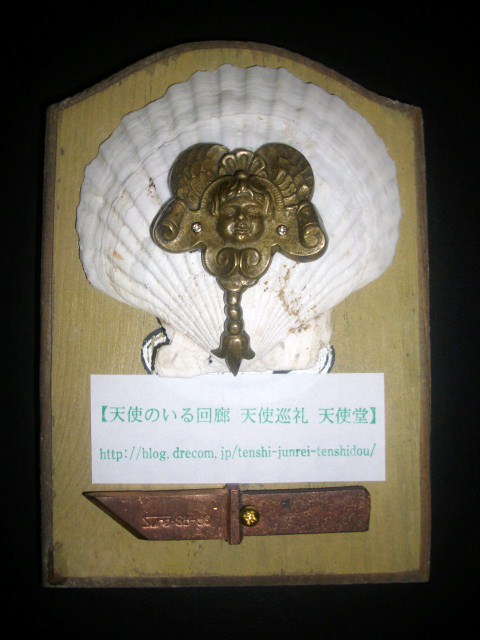 【天使のいる回廊 天使巡礼 天使堂】
http://blog.drecom.jp/tenshi-junrei-tenshidou/